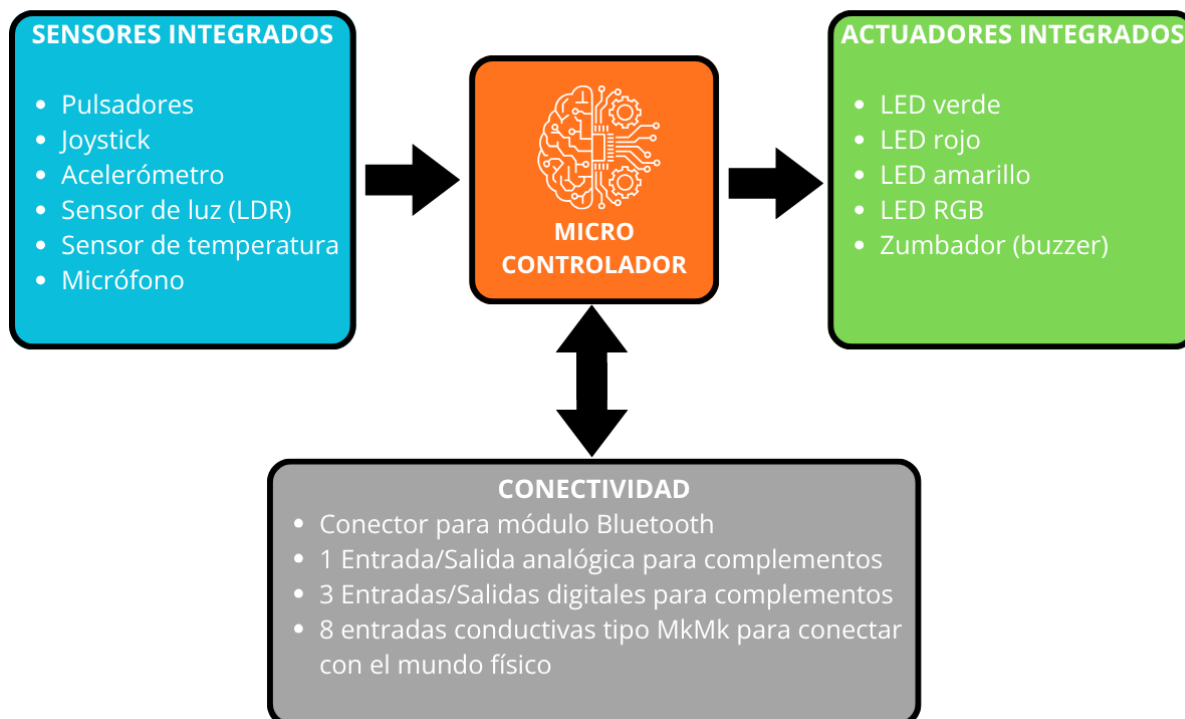 SENSORES INTEGRADOS
• Pulsadores
• Joystick
• Acelerómetro
• Sensor de luz (LDR)
• Sensor de temperatura
• Micrófono
MICRO
CONTROLADOR
ACTUADORES INTEGRADOS
• LED verde
• LED rojo
• LED amarillo
• LED RGB
• Zumbador (buzzer)
CONECTIVIDAD
• Conector para módulo Bluetooth
• 1 Entrada/Salida analógica para complementos
• 3 Entradas/Salidas digitales para complementos
• 8 entradas conductivas tipo MkMk para conectar
con el mundo físico